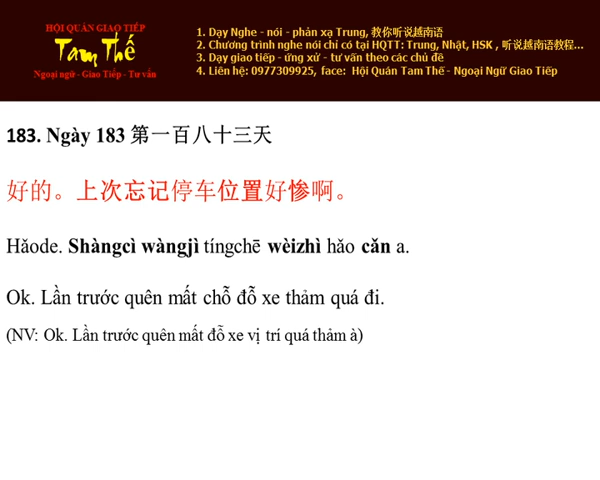 HỘI QUÁN GIAO TIẾP
Tam Thế
Ngoại ngữ - Giao Tiếp - Tư vấn
1. Dạy Nghe - nói - phản xạ Trung, 教你听说越南语
2. Chương trình nghe nói chỉ có tại HQTT: Trung, Nhật, HSK , 听说越南语教程...
3. Dạy giao tiếp - ứng xử - tư vấn theo các chủ đề
4. Liên hệ: 0977309925, face: Hội Quán Tam Thế - Ngoại Ngữ Giao Tiếp
183. Ngày 183 第一百八十三天
好的。上次忘记停车位置好惨啊。
Hǎode. Shàngcì wàngjì tíngchē wèizhì hǎo cǎn a.
Ok. Lần trước quên mất chỗ đỗ xe thảm quá đi.
(NV: Ok. Lần trước quên mất đỗ xe vị trí quá thảm à)